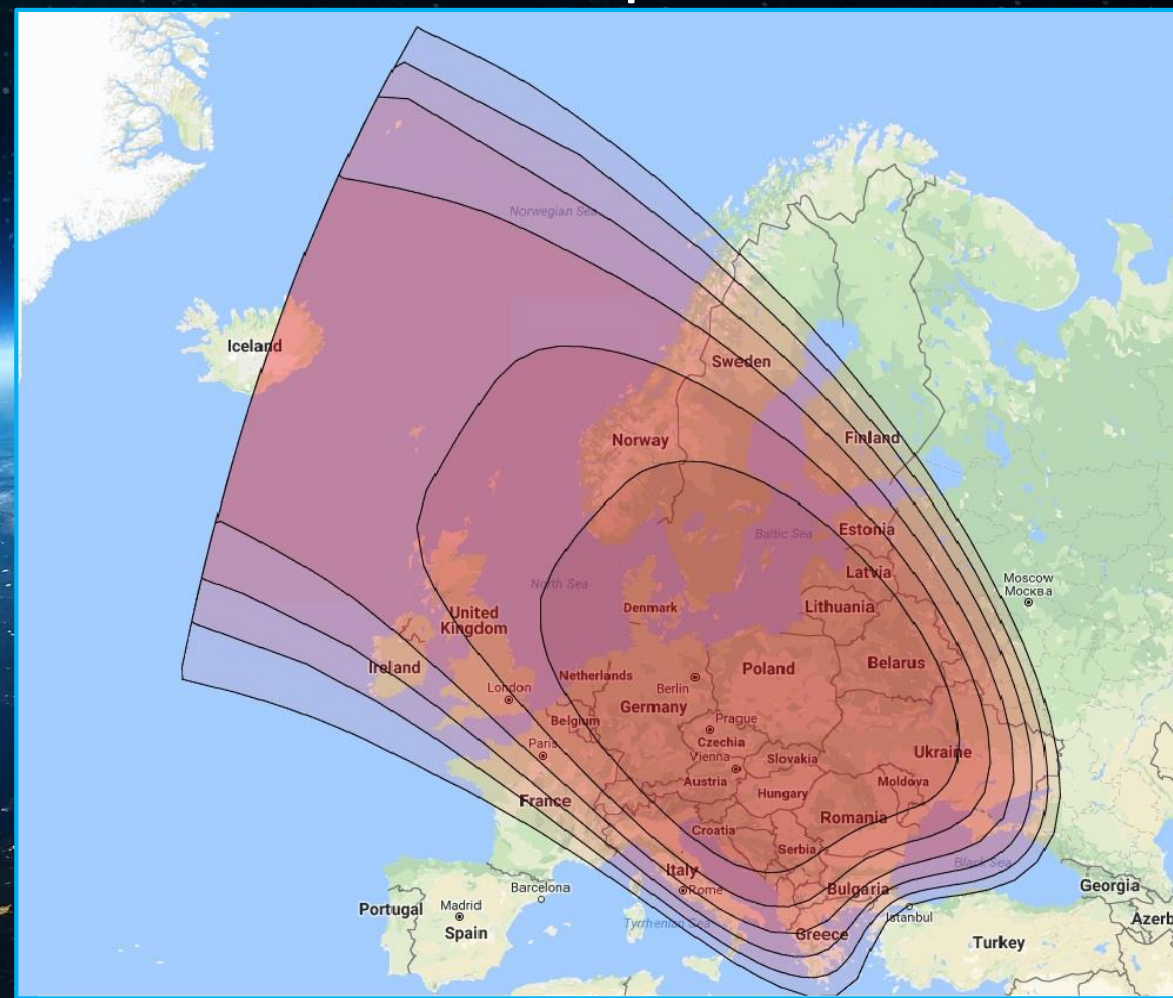 Norwegian Sea
Iceland
Sweden
Norway
Finland
Baltic Sea
Estonia
Latvia
Moscow
Москва
North Sea
Denmark
Lithuania
United
Kingdom
Ireland
Netherlands
Poland
Belarus
London
Berlin
Germany
Belgium
Prague
Paris
Czechia
Vienna
Slovakia
Ukraine
Austria
Moldova
France
Hungary
Romania
Croatia
Serbia
Italy
Black Sea
Barcelona
Rome
Bulgaria
Georgia
Portugal
Madrid
Istanbul
Azerb
Tyrrhenian Sea
Spain
Greece
Turkey